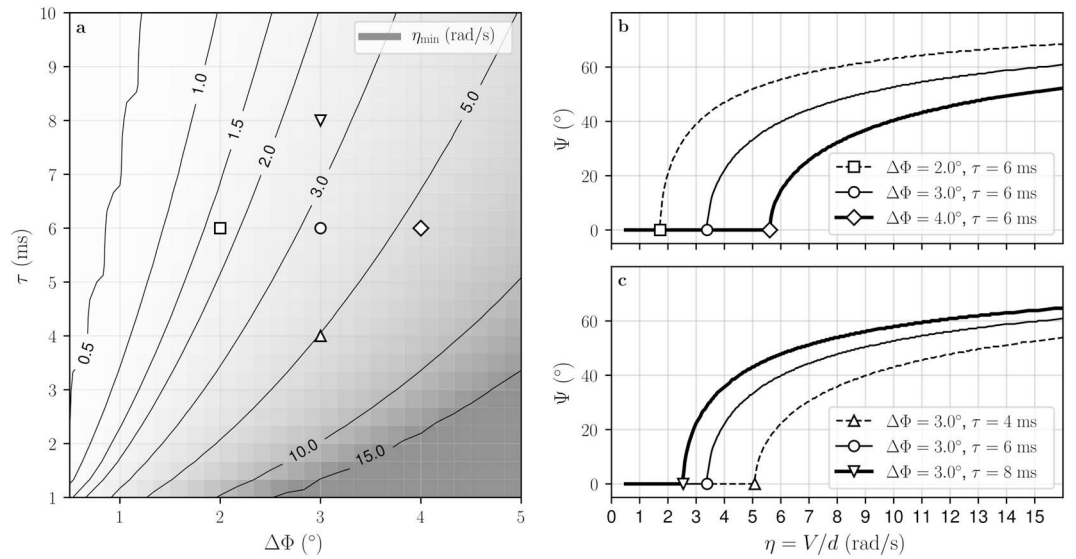 a
η_min (rad/s)
0.5
1.0
1.5
2.0
3.0
5.0
10.0
15.0
10
9
8
7
6
5
4
3
2
1
τ (ms)
1 2 3 4 5
ΔΦ (°)
b
60
40
20
0
Ψ (°)
ΔΦ = 2.0°, τ = 6 ms
ΔΦ = 3.0°, τ = 6 ms
ΔΦ = 4.0°, τ = 6 ms
c
60
40
20
0
Ψ (°)
ΔΦ = 3.0°, τ = 4 ms
ΔΦ = 3.0°, τ = 6 ms
ΔΦ = 3.0°, τ = 8 ms
0 1 2 3 4 5 6 7 8 9 10 11 12 13 14 15
η = V/d (rad/s)